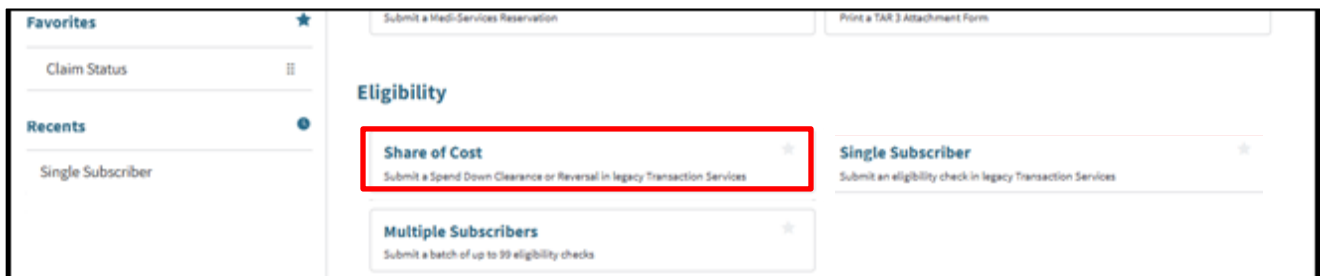 Favorites
Claim Status
Recents
Single Subscriber
Submit a Medi-Services Reservation
Print a TAR 3 Attachment Form
Eligibility
Share of Cost
Submit a Spend Down Clearance or Reversal in legacy Transaction Services
Single Subscriber
Submit an eligibility check in legacy Transaction Services
Multiple Subscribers
Submit a batch of up to 99 eligibility checks